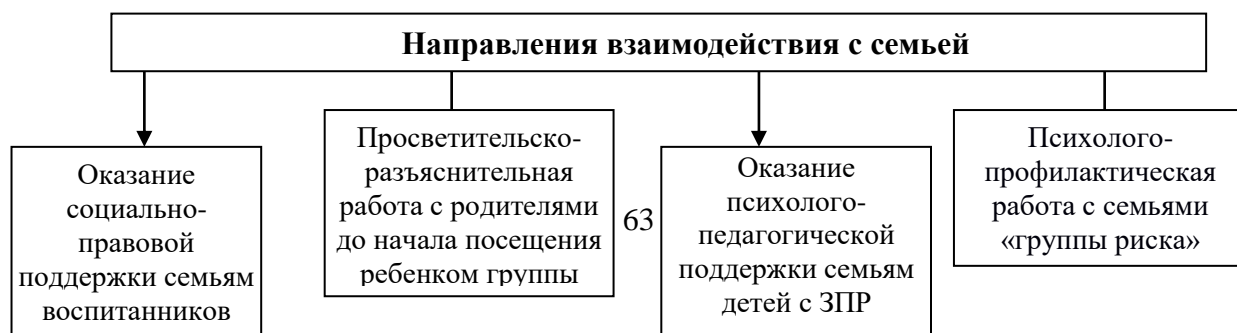 Направления взаимодействия с семьей
Оказание
социально-
правовой
поддержки семьям
воспитанников
Просветительско-
разъяснительная
работа с родителями
до начала посещения
ребенком группы
63
Оказание
психолого-
педагогической
поддержки семьям
детей с ЗПР
Психолого-
профилактическая
работа с семьями
«группы риска»